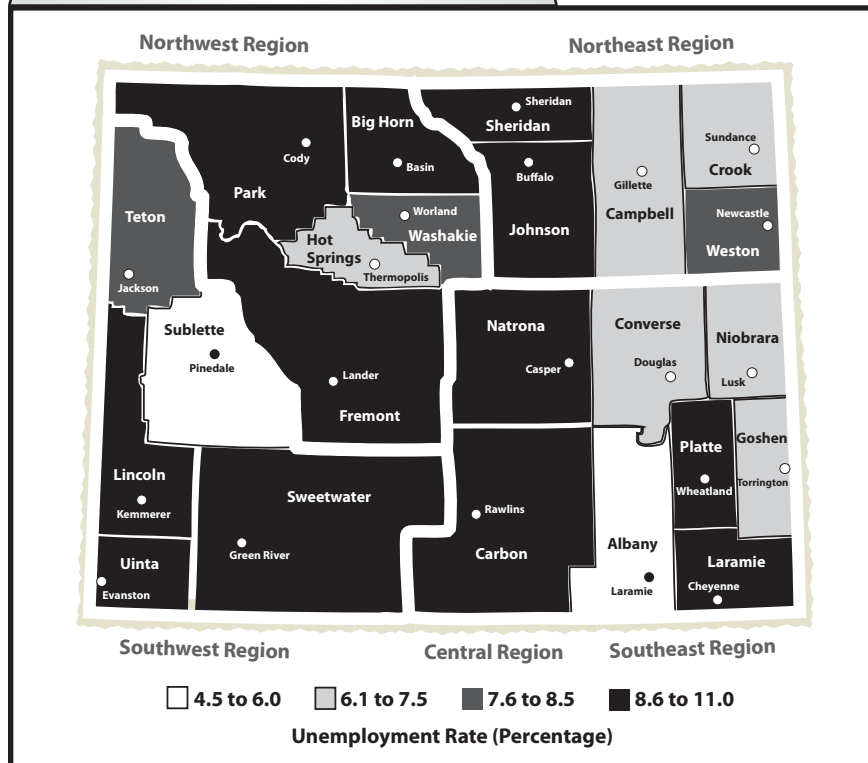 Northwest Region
Northeast Region
Sheridan
Sheridan
Big Horn
Basin
Cody
Park
Buffalo
Johnson
Gillette
Campbell
Sundance
Crook
Newcastle
Weston
Teton
Jackson
Worland
Washakie
Hot
Springs
Thermopolis
Sublette
Pinedale
Lander
Fremont
Natrona
Casper
Converse
Douglas
Niobrara
Lusk
Platte
Wheatland
Goshen
Torrington
Lincoln
Kemmerer
Sweetwater
Green River
Rawlins
Carbon
Albany
Laramie
Laramie
Cheyenne
Uinta
Evanston
Southwest Region
Central Region
Southeast Region
4.5 to 6.0
6.1 to 7.5
7.6 to 8.5
8.6 to 11.0
Unemployment Rate (Percentage)